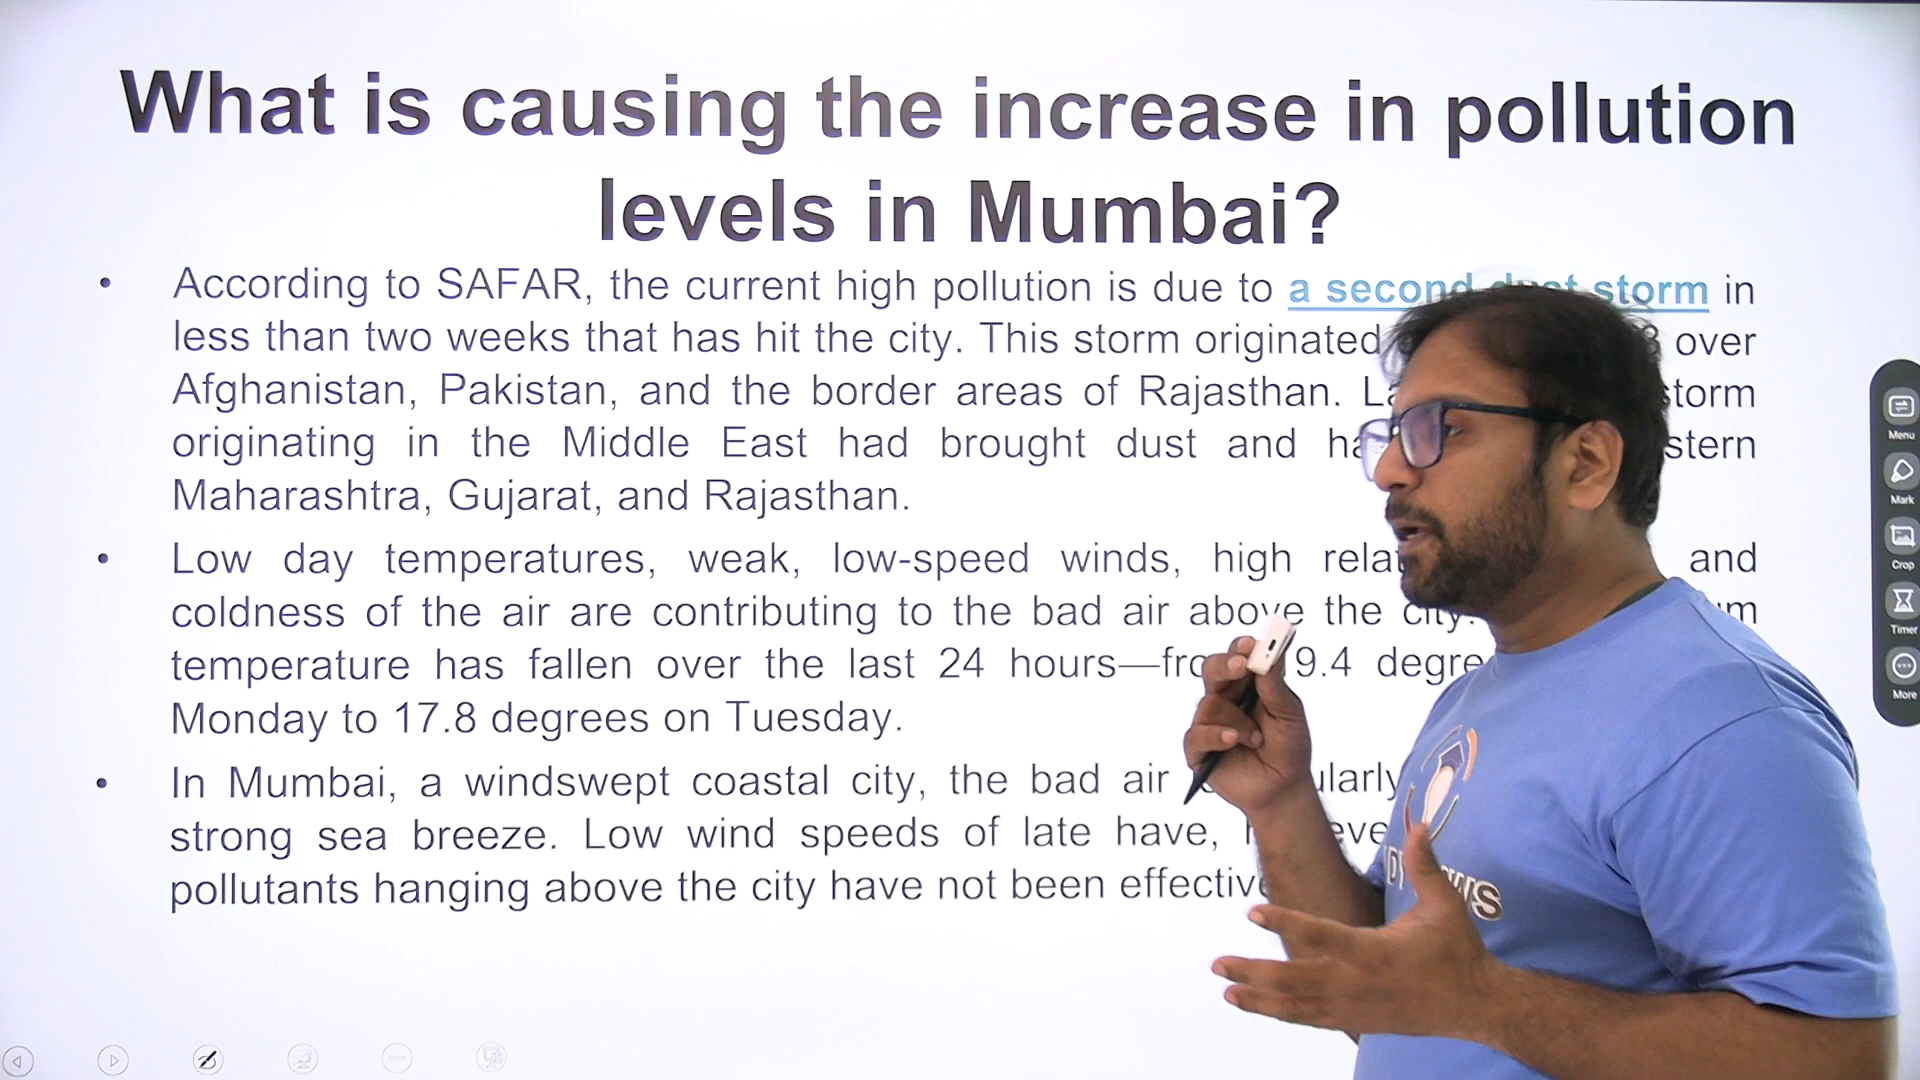 What is causing the increase in pollution
levels in Mumbai?
• According to SAFAR, the current high pollution is due to a second dust storm in
less than two weeks that has hit the city. This storm originated over
Afghanistan, Pakistan, and the border areas of Rajasthan. storm
originating in the Middle East had brought dust and
Maharashtra, Gujarat, and Rajasthan.
• Low day temperatures, weak, low-speed winds, high and
coldness of the air are contributing to the bad air above the city.
temperature has fallen over the last 24 hours—from 19.4
Monday to 17.8 degrees on Tuesday.
• In Mumbai, a windswept coastal city, the bad air
strong sea breeze. Low wind speeds of late have,
pollutants hanging above the city have not been
Menu
Mark
Crop
Timer
More